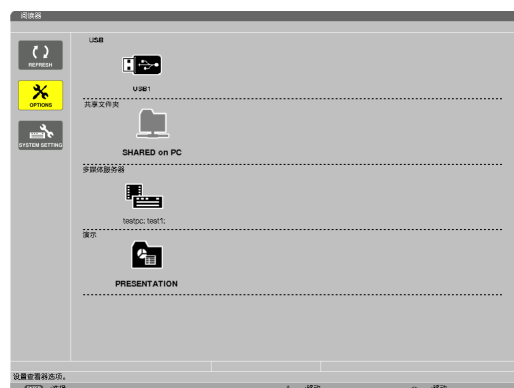 阅读器
REFRESH
OPTIONS
SYSTEM SETTING
USB
USB1
共享文件夹
SHARED on PC
多媒体服务器
testpc: test1:
演示
PRESENTATION
设置查看器选项。